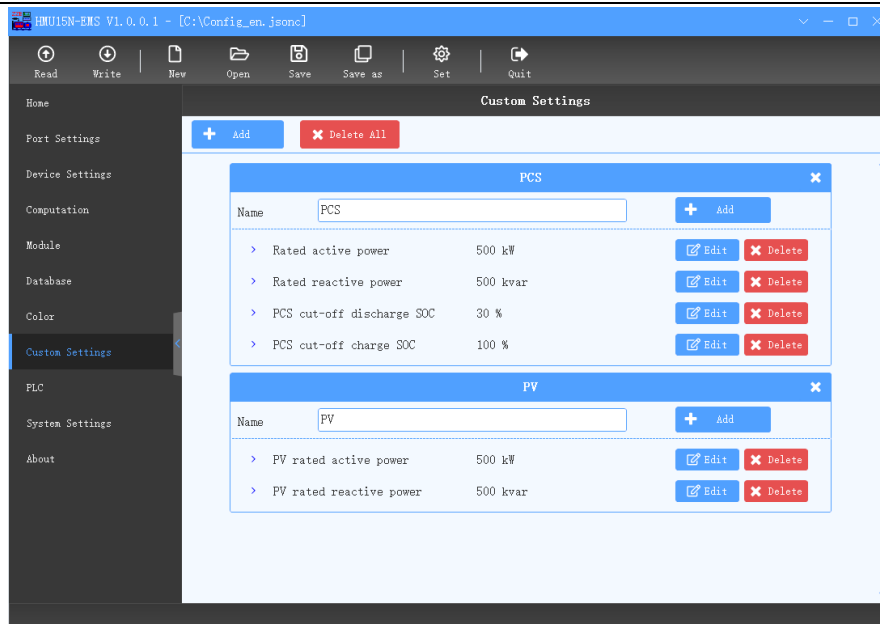 HMU15N-EMS V1.0.0.1 - [C:\Config_en.jsonc]
Read Write New Open Save Save as Set Quit
Home
Port Settings
Device Settings
Computation
Module
Database
Color
Custom Settings
PLC
System Settings
About
Custom Settings
Add Delete All
PCS
Name PCS Add
Rated active power 500 kW Edit Delete
Rated reactive power 500 kvar Edit Delete
PCS cut-off discharge SOC 30 % Edit Delete
PCS cut-off charge SOC 100 % Edit Delete
PV
Name PV Add
PV rated active power 500 kW Edit Delete
PV rated reactive power 500 kvar Edit Delete